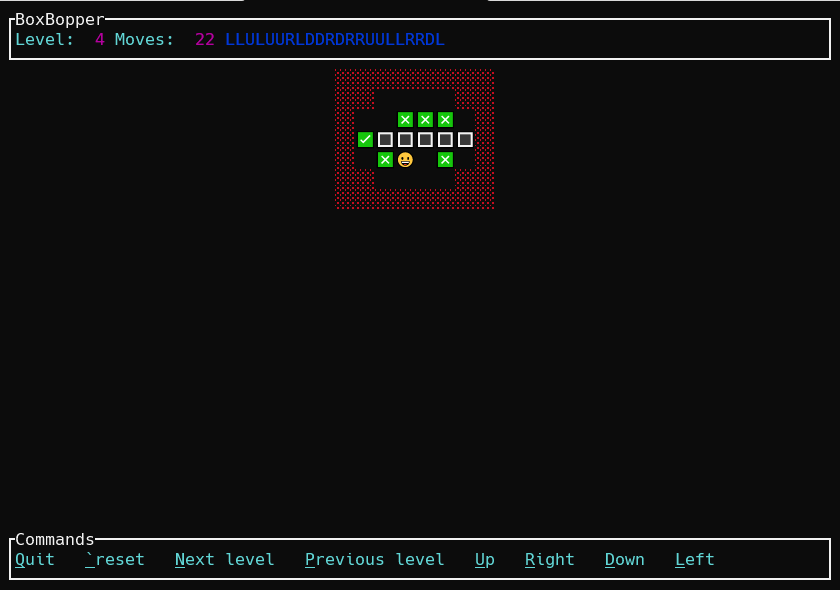 BoxBopper
Level:  4 Moves:  22 LLULUURLDDRDRRUULLRRDL
Commands
Quit   `reset   Next level   Previous level   Up   Right   Down   Left